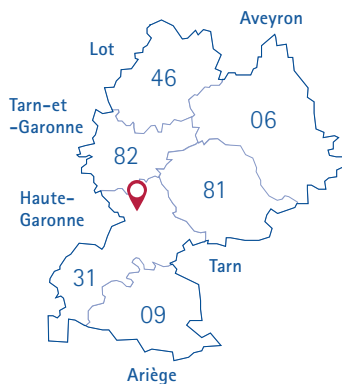 Aveyron
Lot
46
06
Tarn-et
-Garonne
82
81
Haute-
Garonne
Tarn
31
09
Ariège